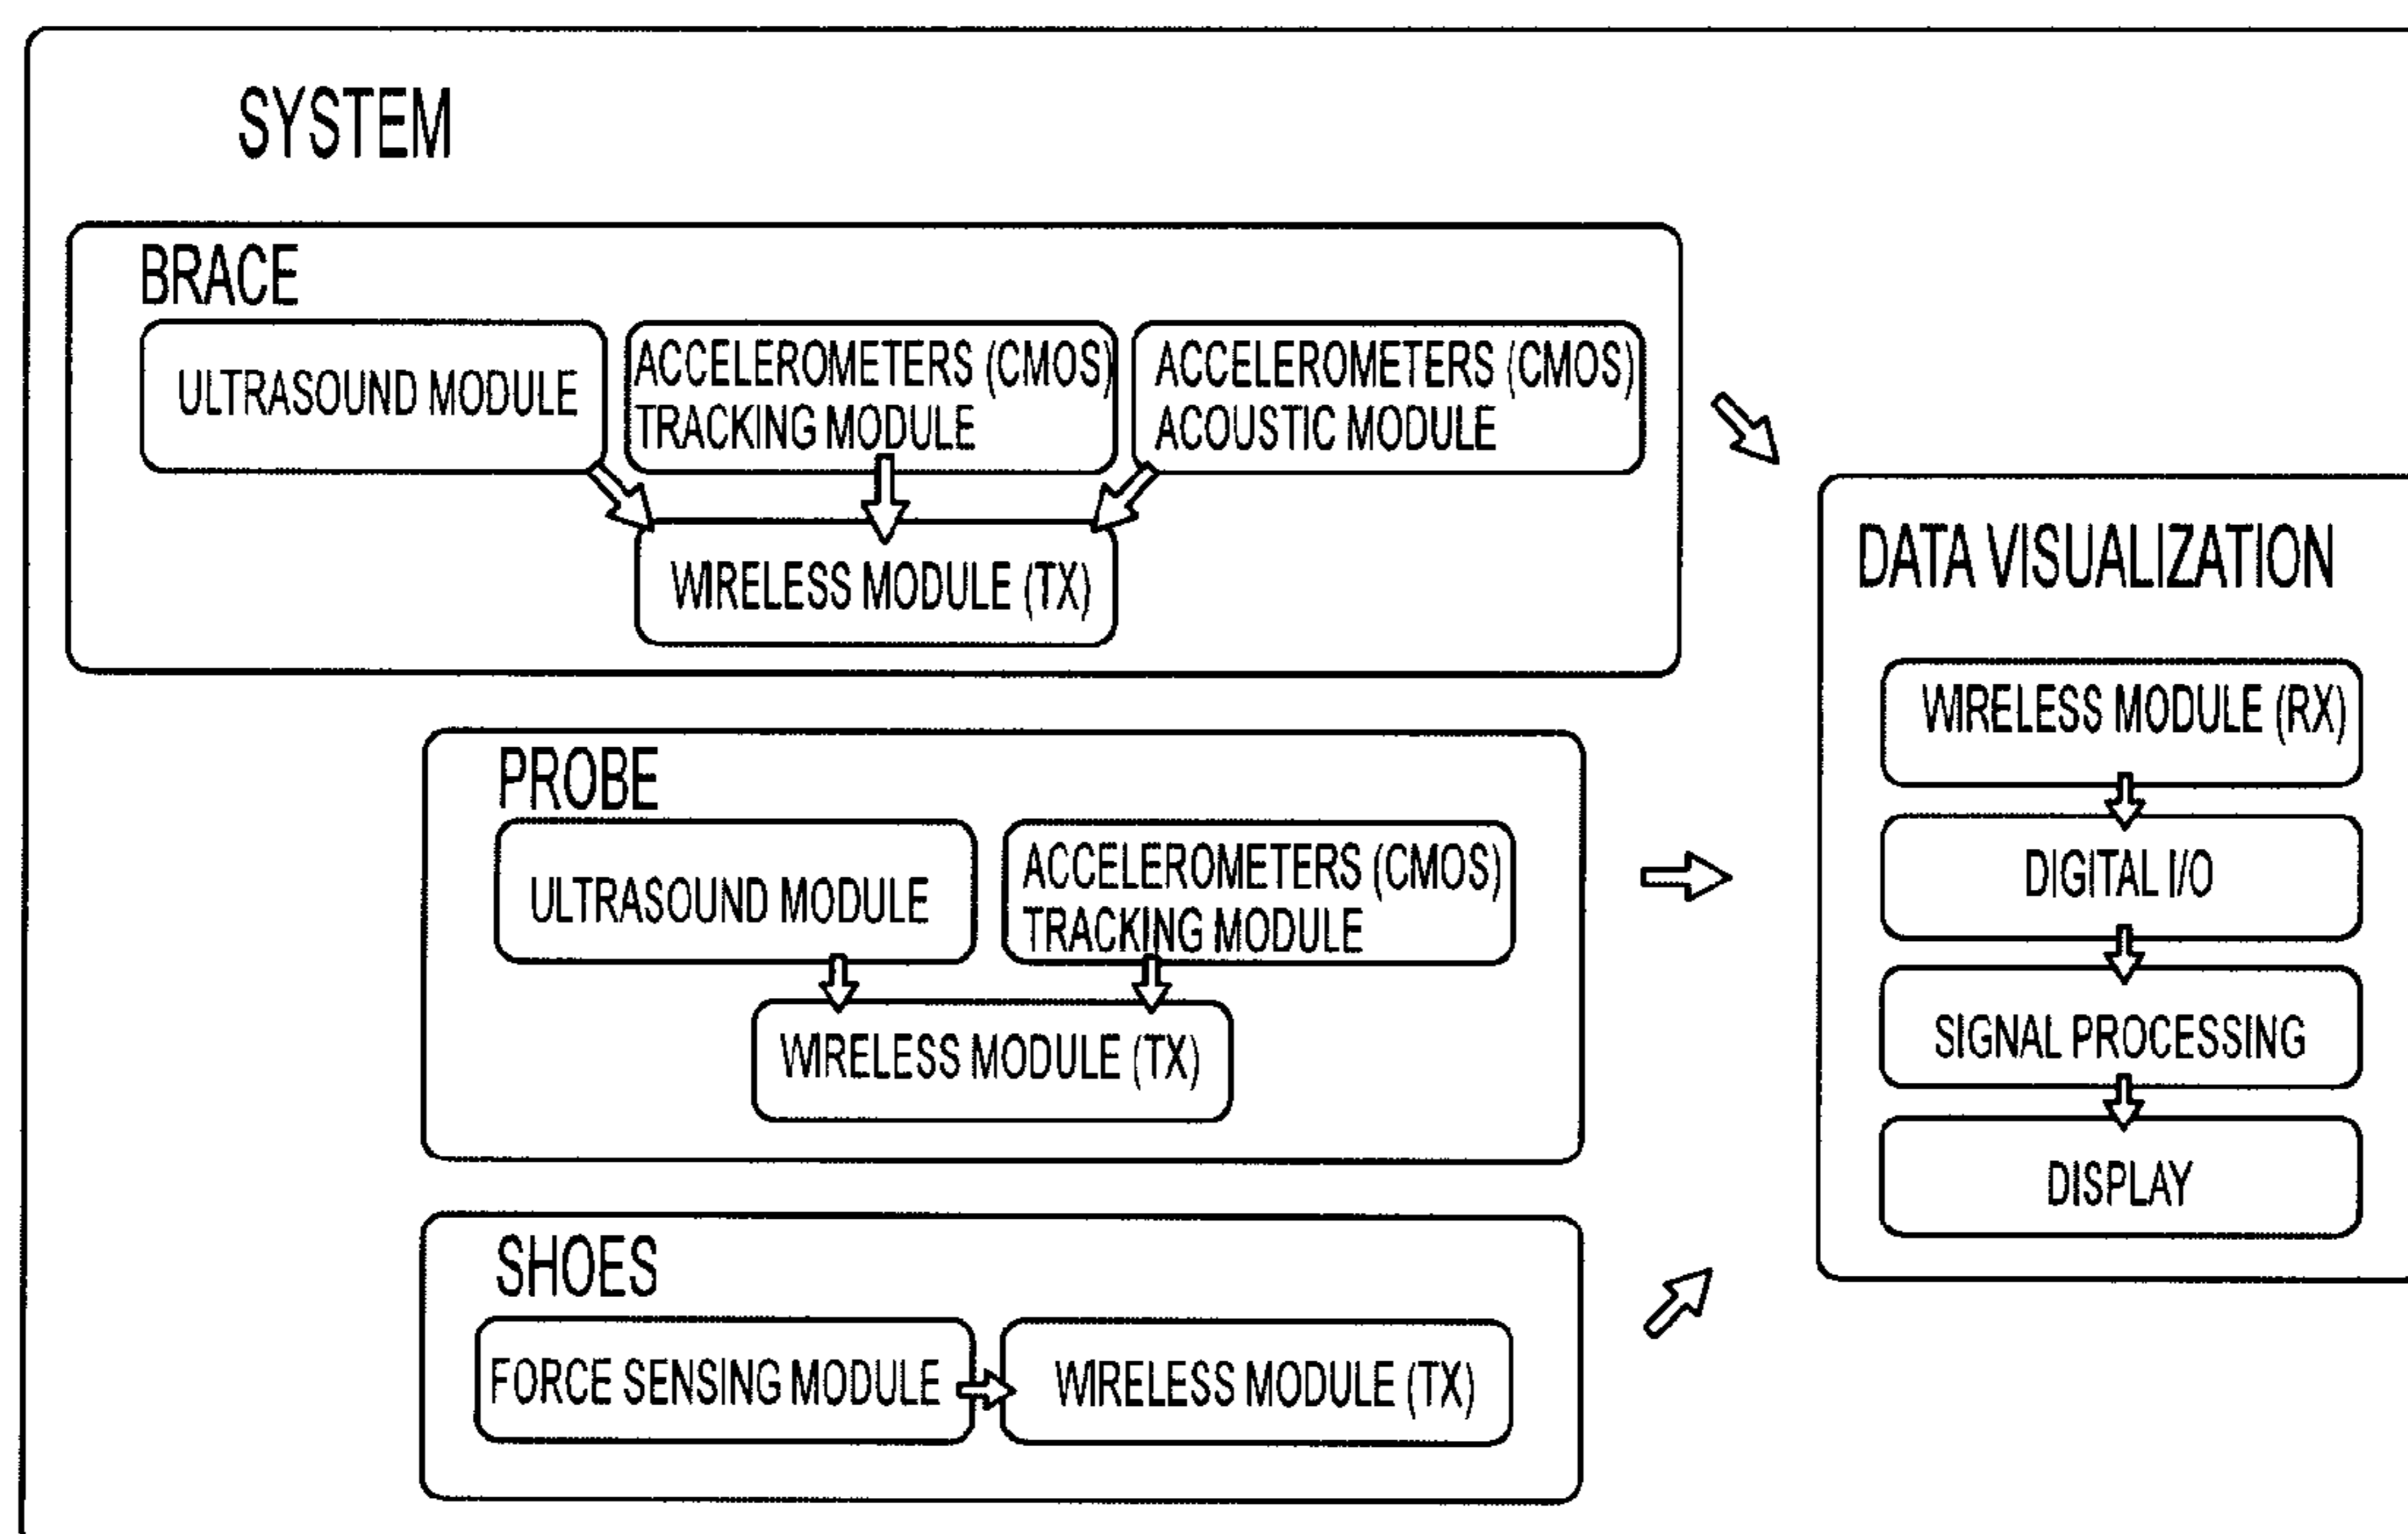 SYSTEM
BRACE
ULTRASOUND MODULE
ACCELEROMETERS (CMOS)
TRACKING MODULE
ACCELEROMETERS (CMOS)
ACOUSTIC MODULE
WIRELESS MODULE (TX)
PROBE
ULTRASOUND MODULE
ACCELEROMETERS (CMOS)
TRACKING MODULE
WIRELESS MODULE (TX)
SHOES
FORCE SENSING MODULE
WIRELESS MODULE (TX)
DATA VISUALIZATION
WIRELESS MODULE (RX)
DIGITAL I/O
SIGNAL PROCESSING
DISPLAY